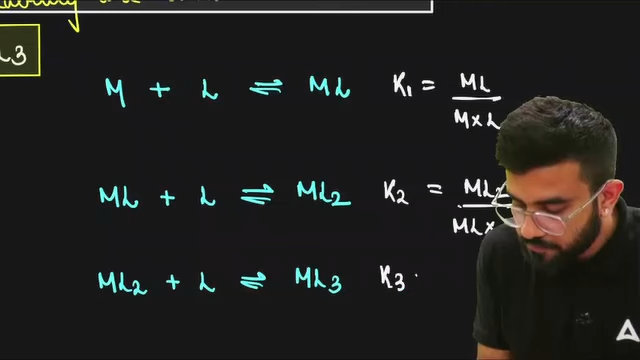 L3
M + L ⇌ ML K1 = ML / M×L
ML + L ⇌ ML2 K2 = ML2 / ML×
ML2 + L ⇌ ML3 K3